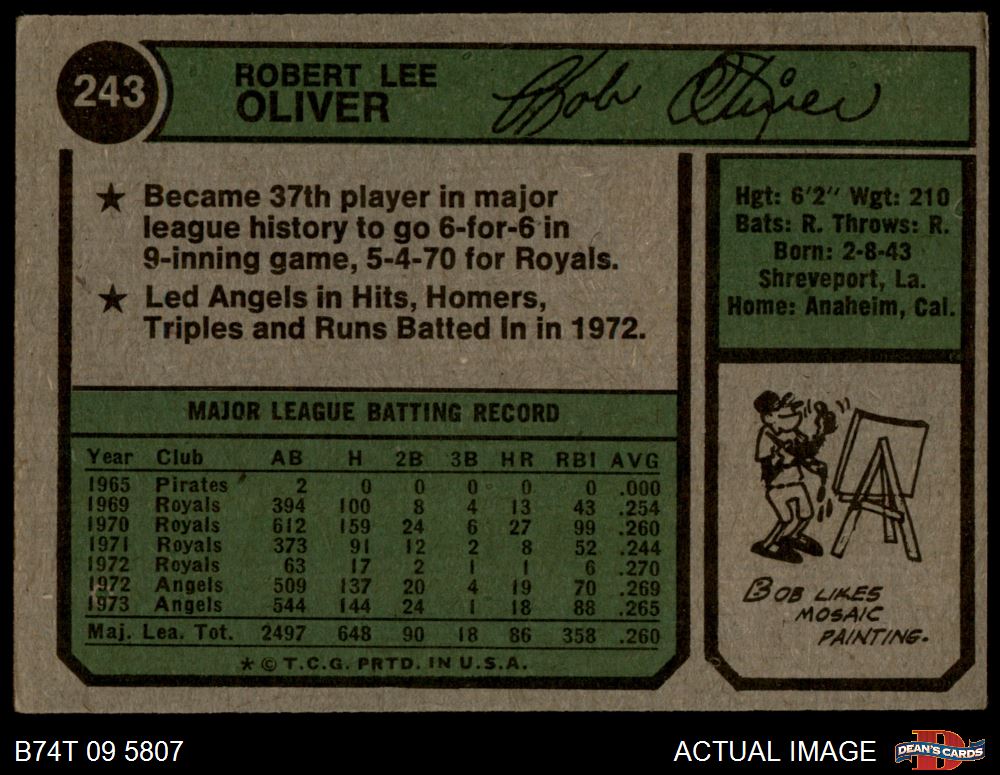 243
ROBERT LEE
OLIVER
Bob Oliver
★ Became 37th player in major
league history to go 6-for-6 in
9-inning game, 5-4-70 for Royals.
★ Led Angels in Hits, Homers,
Triples and Runs Batted In in 1972.
Hgt: 6'2" Wgt: 210
Bats: R. Throws: R.
Born: 2-8-43
Shreveport, La.
Home: Anaheim, Cal.
MAJOR LEAGUE BATTING RECORD
Year Club AB H 2B 3B HR RBI AVG
1965 Pirates 2 0 0 0 0 0 .000
1969 Royals 394 100 8 4 13 43 .254
1970 Royals 612 159 24 6 27 99 .260
1971 Royals 373 91 12 2 8 52 .244
1972 Royals 63 17 2 1 1 6 .270
1972 Angels 509 137 20 4 19 70 .269
1973 Angels 544 144 24 1 18 88 .265
Maj. Lea. Tot. 2497 648 90 18 86 358 .260
★ © T.C.G. PRTD. IN U.S.A.
BOB LIKES
MOSAIC
PAINTING.
B74T 09 5807
ACTUAL IMAGE
DEAN'S CARDS